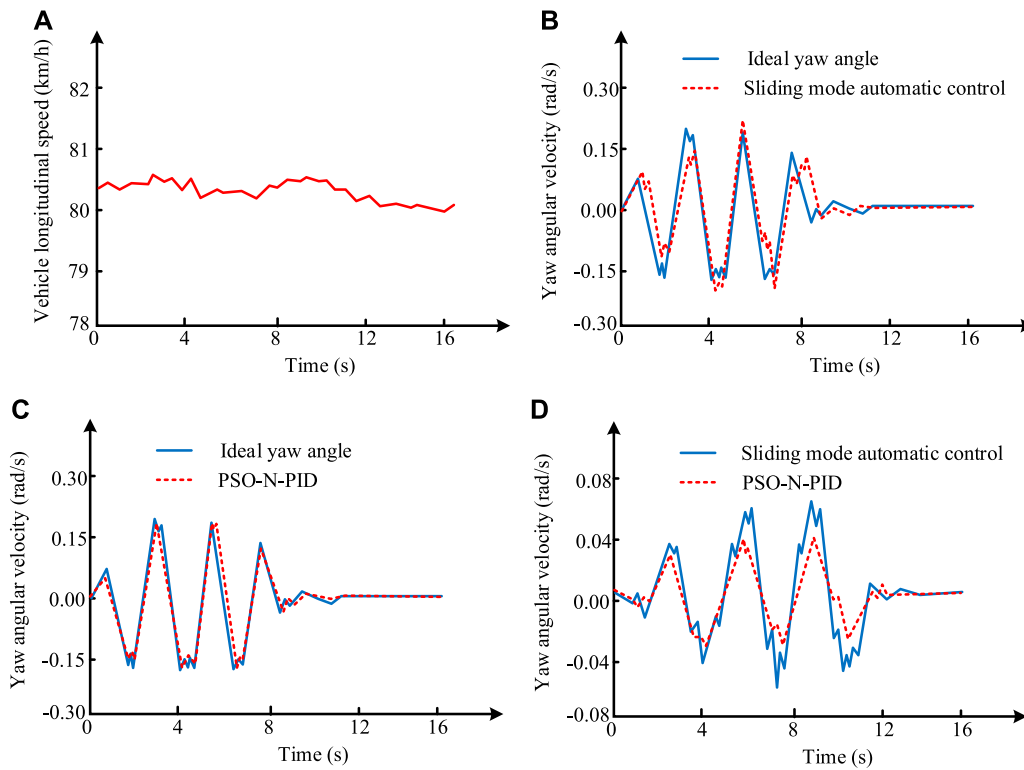 A
Vehicle longitudinal speed (km/h)
82
81
80
79
78
0
4
8
12
16
Time (s)
B
Yaw angular velocity (rad/s)
Ideal yaw angle
Sliding mode automatic control
0.30
0.15
0.00
-0.15
-0.30
0
4
8
12
16
Time (s)
C
Yaw angular velocity (rad/s)
Ideal yaw angle
PSO-N-PID
0.30
0.15
0.00
-0.15
-0.30
0
4
8
12
16
Time (s)
D
Yaw angular velocity (rad/s)
Sliding mode automatic control
PSO-N-PID
0.08
0.04
0.00
-0.04
-0.08
0
4
8
12
16
Time (s)